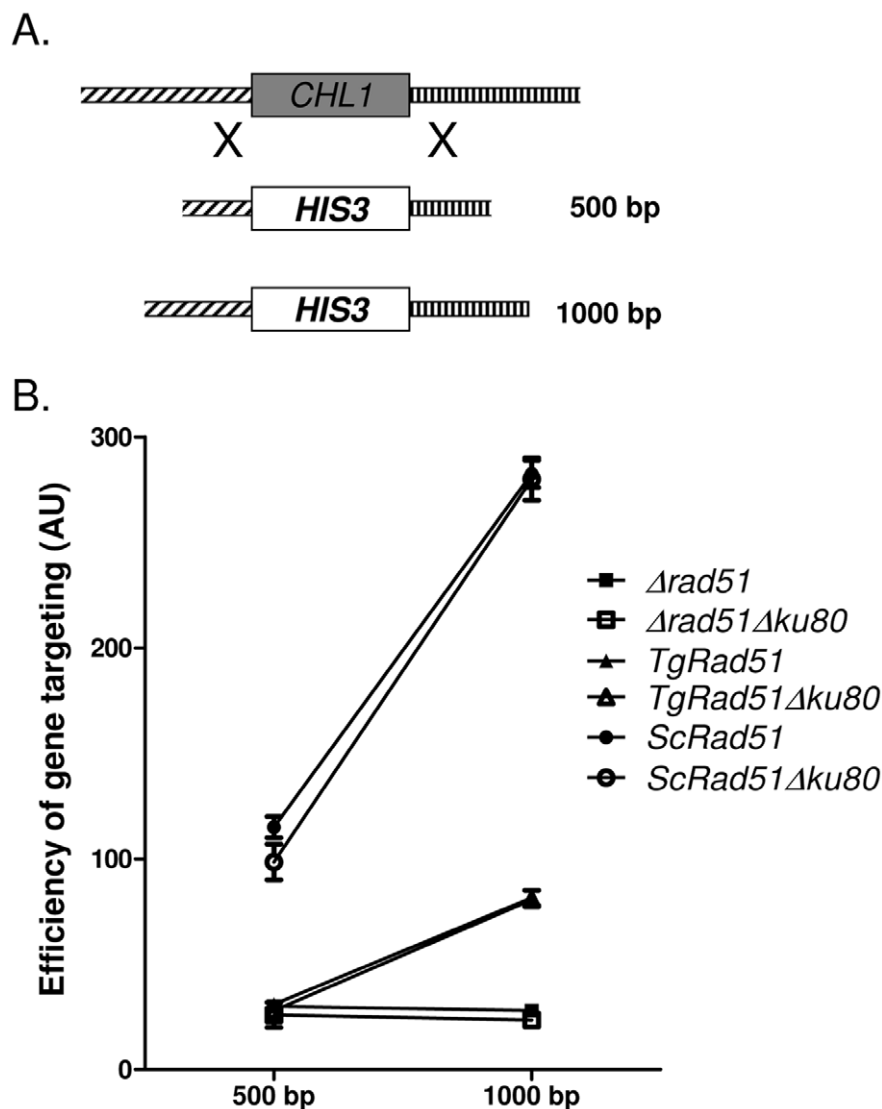 A.
CHL1
X X
HIS3 500 bp
HIS3 1000 bp
B.
Efficiency of gene targeting (AU)
300
200
100
0
500 bp 1000 bp
Δrad51
Δrad51Δku80
TgRad51
TgRad51Δku80
ScRad51
ScRad51Δku80